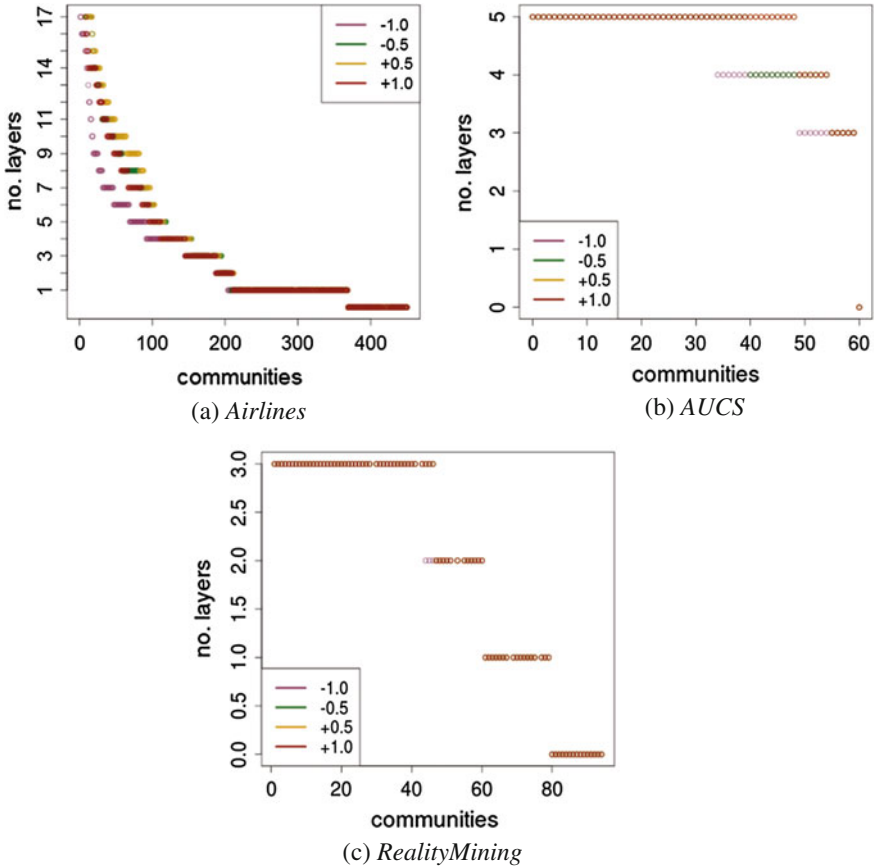 17
14
11
9
7
5
3
1
no. layers
0 100 200 300 400
communities
-1.0
-0.5
+0.5
+1.0
(a) Airlines
5
4
3
2
1
0
no. layers
0 10 20 30 40 50 60
communities
-1.0
-0.5
+0.5
+1.0
(b) AUCS
3.0
2.5
2.0
1.5
1.0
0.5
0.0
no. layers
0 20 40 60 80
communities
-1.0
-0.5
+0.5
+1.0
(c) RealityMining